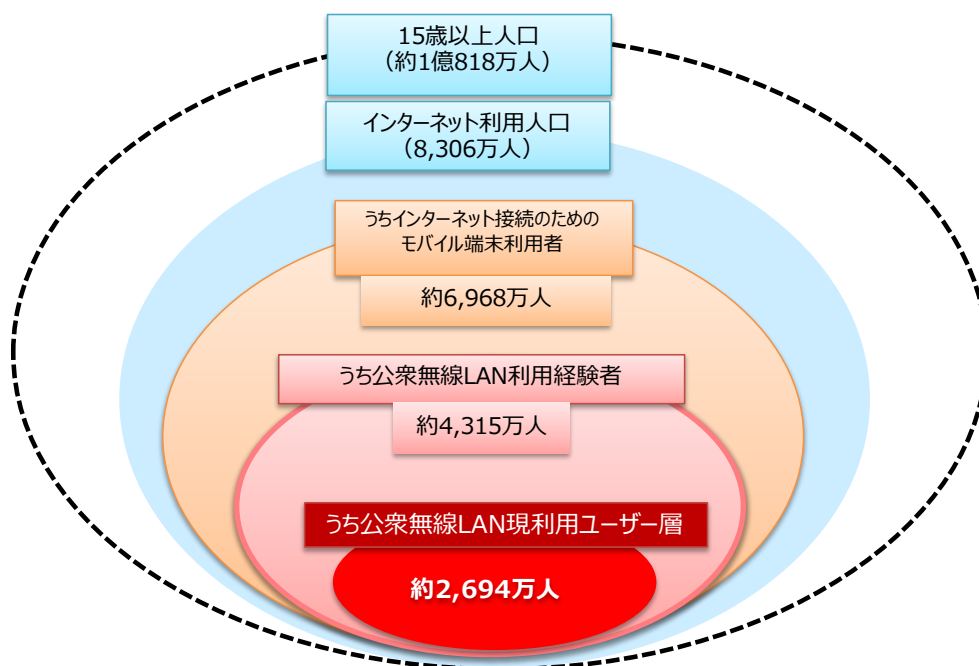 15歳以上人口
（約1億818万人）
インターネット利用人口
（8,306万人）
うちインターネット接続のための
モバイル端末利用者
約6,968万人
うち公衆無線LAN利用経験者
約4,315万人
うち公衆無線LAN現利用ユーザー層
約2,694万人